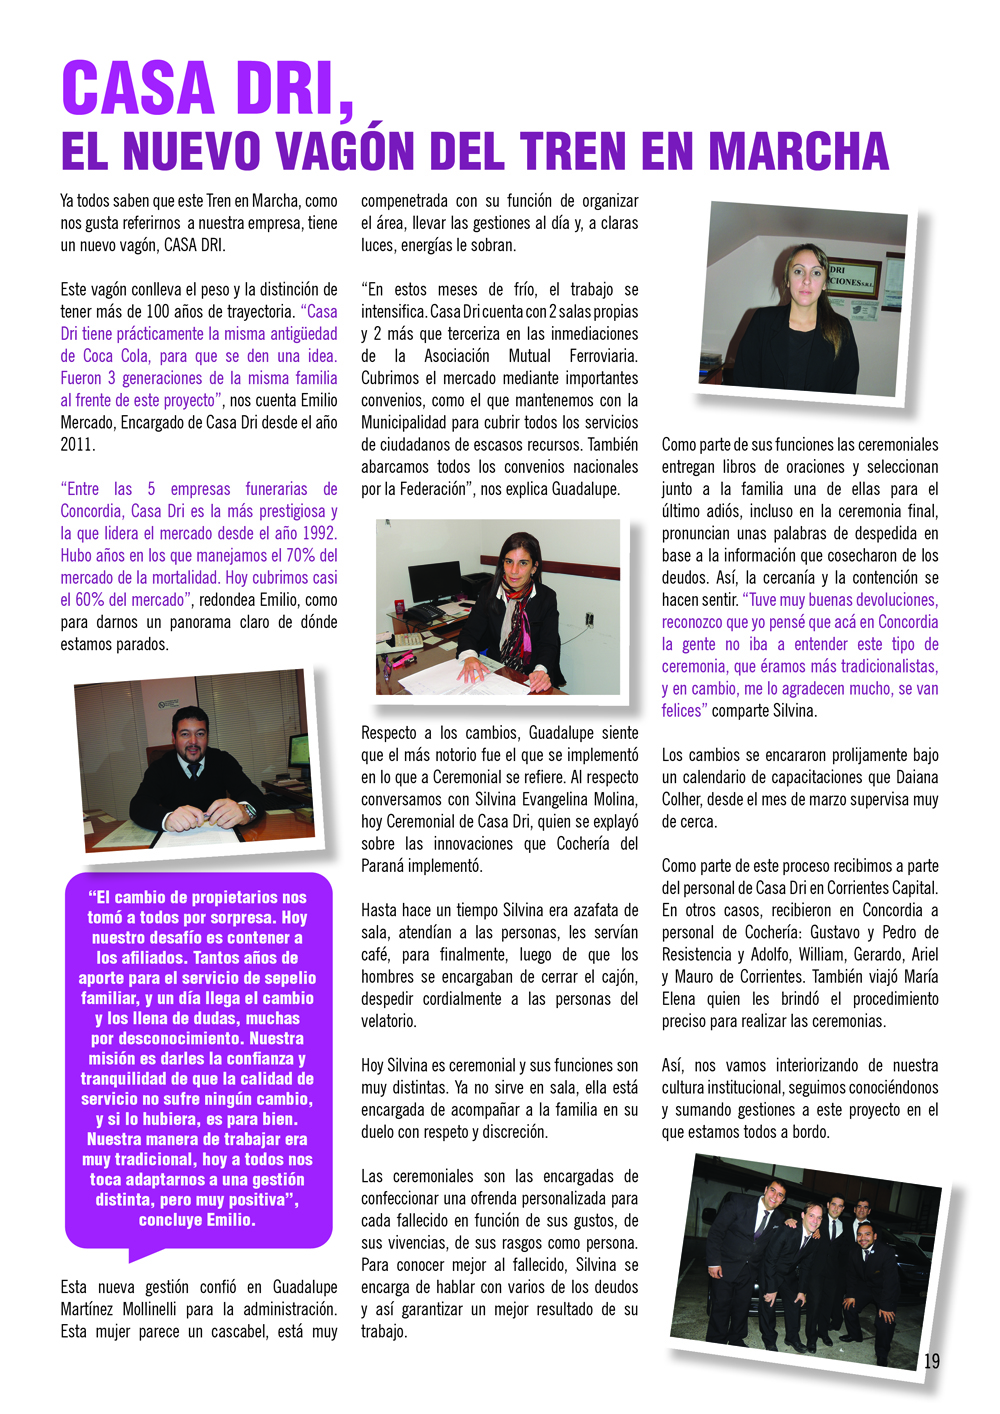 CASA DRI,
EL NUEVO VAGÓN DEL TREN EN MARCHA
Ya todos saben que este Tren en Marcha, como
nos gusta referirnos a nuestra empresa, tiene
un nuevo vagón, CASA DRI.
Este vagón conlleva el peso y la distinción de
tener más de 100 años de trayectoria. “Casa
Dri tiene prácticamente la misma antigüedad
de Coca Cola, para que se den una idea.
Fueron 3 generaciones de la misma familia
al frente de este proyecto”, nos cuenta Emilio
Mercado, Encargado de Casa Dri desde el año
2011.
“Entre las 5 empresas funerarias de
Concordia, Casa Dri es la más prestigiosa y
la que lidera el mercado desde el año 1992.
Hubo años en los que manejamos el 70% del
mercado de la mortalidad. Hoy cubrimos casi
el 60% del mercado”, redondea Emilio, como
para darnos un panorama claro de dónde
estamos parados.
“El cambio de propietarios nos
tomó a todos por sorpresa. Hoy
nuestro desafío es contener a
los afiliados. Tantos años de
aporte para el servicio de sepelio
familiar, y un día llega el cambio
y los llena de dudas, muchas
por desconocimiento. Nuestra
misión es darles la confianza y
tranquilidad de que la calidad de
servicio no sufre ningún cambio,
y si lo hubiera, es para bien.
Nuestra manera de trabajar era
muy tradicional, hoy a todos nos
toca adaptarnos a una gestión
distinta, pero muy positiva”,
concluye Emilio.
Esta nueva gestión confió en Guadalupe
Martínez Mollinelli para la administración.
Esta mujer parece un cascabel, está muy
compenetrada con su función de organizar
el área, llevar las gestiones al día y, a claras
luces, energías le sobran.
“En estos meses de frío, el trabajo se
intensifica. Casa Dri cuenta con 2 salas propias
y 2 más que terceriza en las inmediaciones
de la Asociación Mutual Ferroviaria.
Cubrimos el mercado mediante importantes
convenios, como el que mantenemos con la
Municipalidad para cubrir todos los servicios
de ciudadanos de escasos recursos. También
abarcamos todos los convenios nacionales
por la Federación”, nos explica Guadalupe.
Respecto a los cambios, Guadalupe siente
que el más notorio fue el que se implementó
en lo que a Ceremonial se refiere. Al respecto
conversamos con Silvina Evangelina Molina,
hoy Ceremonial de Casa Dri, quien se explayó
sobre las innovaciones que Cochería del
Paraná implementó.
Hasta hace un tiempo Silvina era azafata de
sala, atendían a las personas, les servían
café, para finalmente, luego de que los
hombres se encargaban de cerrar el cajón,
despedir cordialmente a las personas del
velatorio.
Hoy Silvina es ceremonial y sus funciones son
muy distintas. Ya no sirve en sala, ella está
encargada de acompañar a la familia en su
duelo con respeto y discreción.
Las ceremoniales son las encargadas de
confeccionar una ofrenda personalizada para
cada fallecido en función de sus gustos, de
sus vivencias, de sus rasgos como persona.
Para conocer mejor al fallecido, Silvina se
encarga de hablar con varios de los deudos
y así garantizar un mejor resultado de su
trabajo.
DRI
CIONES S.R.L.
Como parte de sus funciones las ceremoniales
entregan libros de oraciones y seleccionan
junto a la familia una de ellas para el
último adiós, incluso en la ceremonia final,
pronuncian unas palabras de despedida en
base a la información que cosecharon de los
deudos. Así, la cercanía y la contención se
hacen sentir. “Tuve muy buenas devoluciones,
reconozco que yo pensé que acá en Concordia
la gente no iba a entender este tipo de
ceremonia, que éramos más tradicionalistas,
y en cambio, me lo agradecen mucho, se van
felices” comparte Silvina.
Los cambios se encararon prolijamente bajo
un calendario de capacitaciones que Daiana
Colher, desde el mes de marzo supervisa muy
de cerca.
Como parte de este proceso recibimos a parte
del personal de Casa Dri en Corrientes Capital.
En otros casos, recibieron en Concordia a
personal de Cochería: Gustavo y Pedro de
Resistencia y Adolfo, William, Gerardo, Ariel
y Mauro de Corrientes. También viajó María
Elena quien les brindó el procedimiento
preciso para realizar las ceremonias.
Así, nos vamos interiorizando de nuestra
cultura institucional, seguimos conociéndonos
y sumando gestiones a este proyecto en el
que estamos todos a bordo.
19